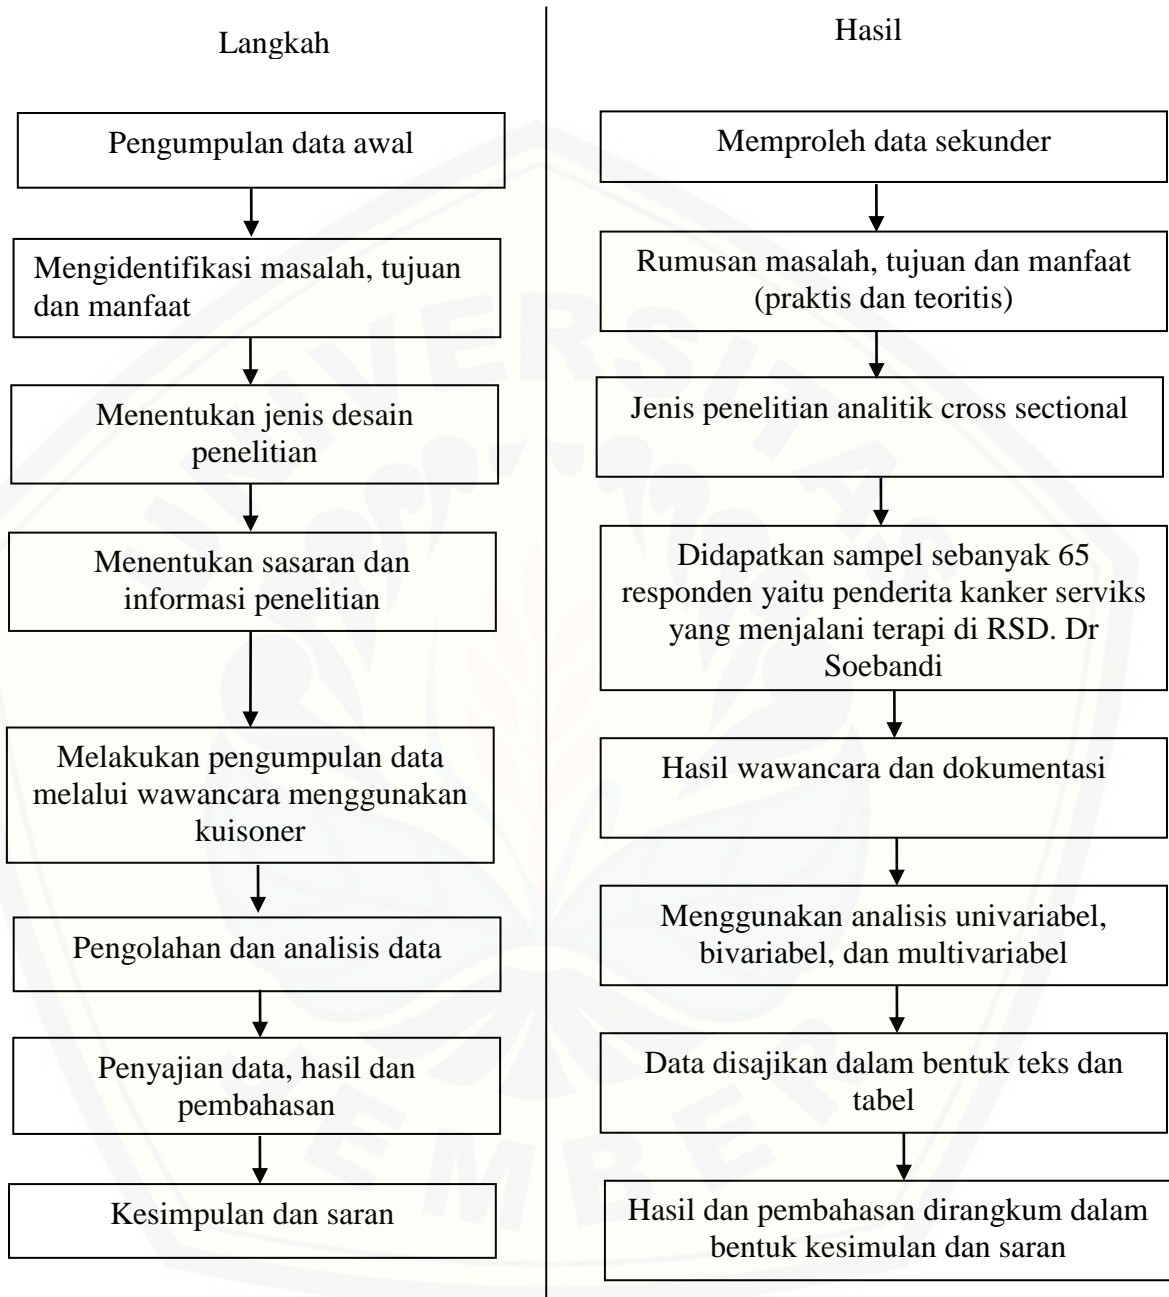 Langkah
Pengumpulan data awal
Mengidentifikasi masalah, tujuan
dan manfaat
Menentukan jenis desain
penelitian
Menentukan sasaran dan
informasi penelitian
Melakukan pengumpulan data
melalui wawancara menggunakan
kuisoner
Pengolahan dan analisis data
Penyajian data, hasil dan
pembahasan
Kesimpulan dan saran
Hasil
Memproleh data sekunder
Rumusan masalah, tujuan dan manfaat
(praktis dan teoritis)
Jenis penelitian analitik cross sectional
Didapatkan sampel sebanyak 65
responden yaitu penderita kanker serviks
yang menjalani terapi di RSD. Dr
Soebandi
Hasil wawancara dan dokumentasi
Menggunakan analisis univariabel,
bivariabel, dan multivariabel
Data disajikan dalam bentuk teks dan
tabel
Hasil dan pembahasan dirangkum dalam
bentuk kesimulan dan saran
UNIVERSITAS
JEMBER